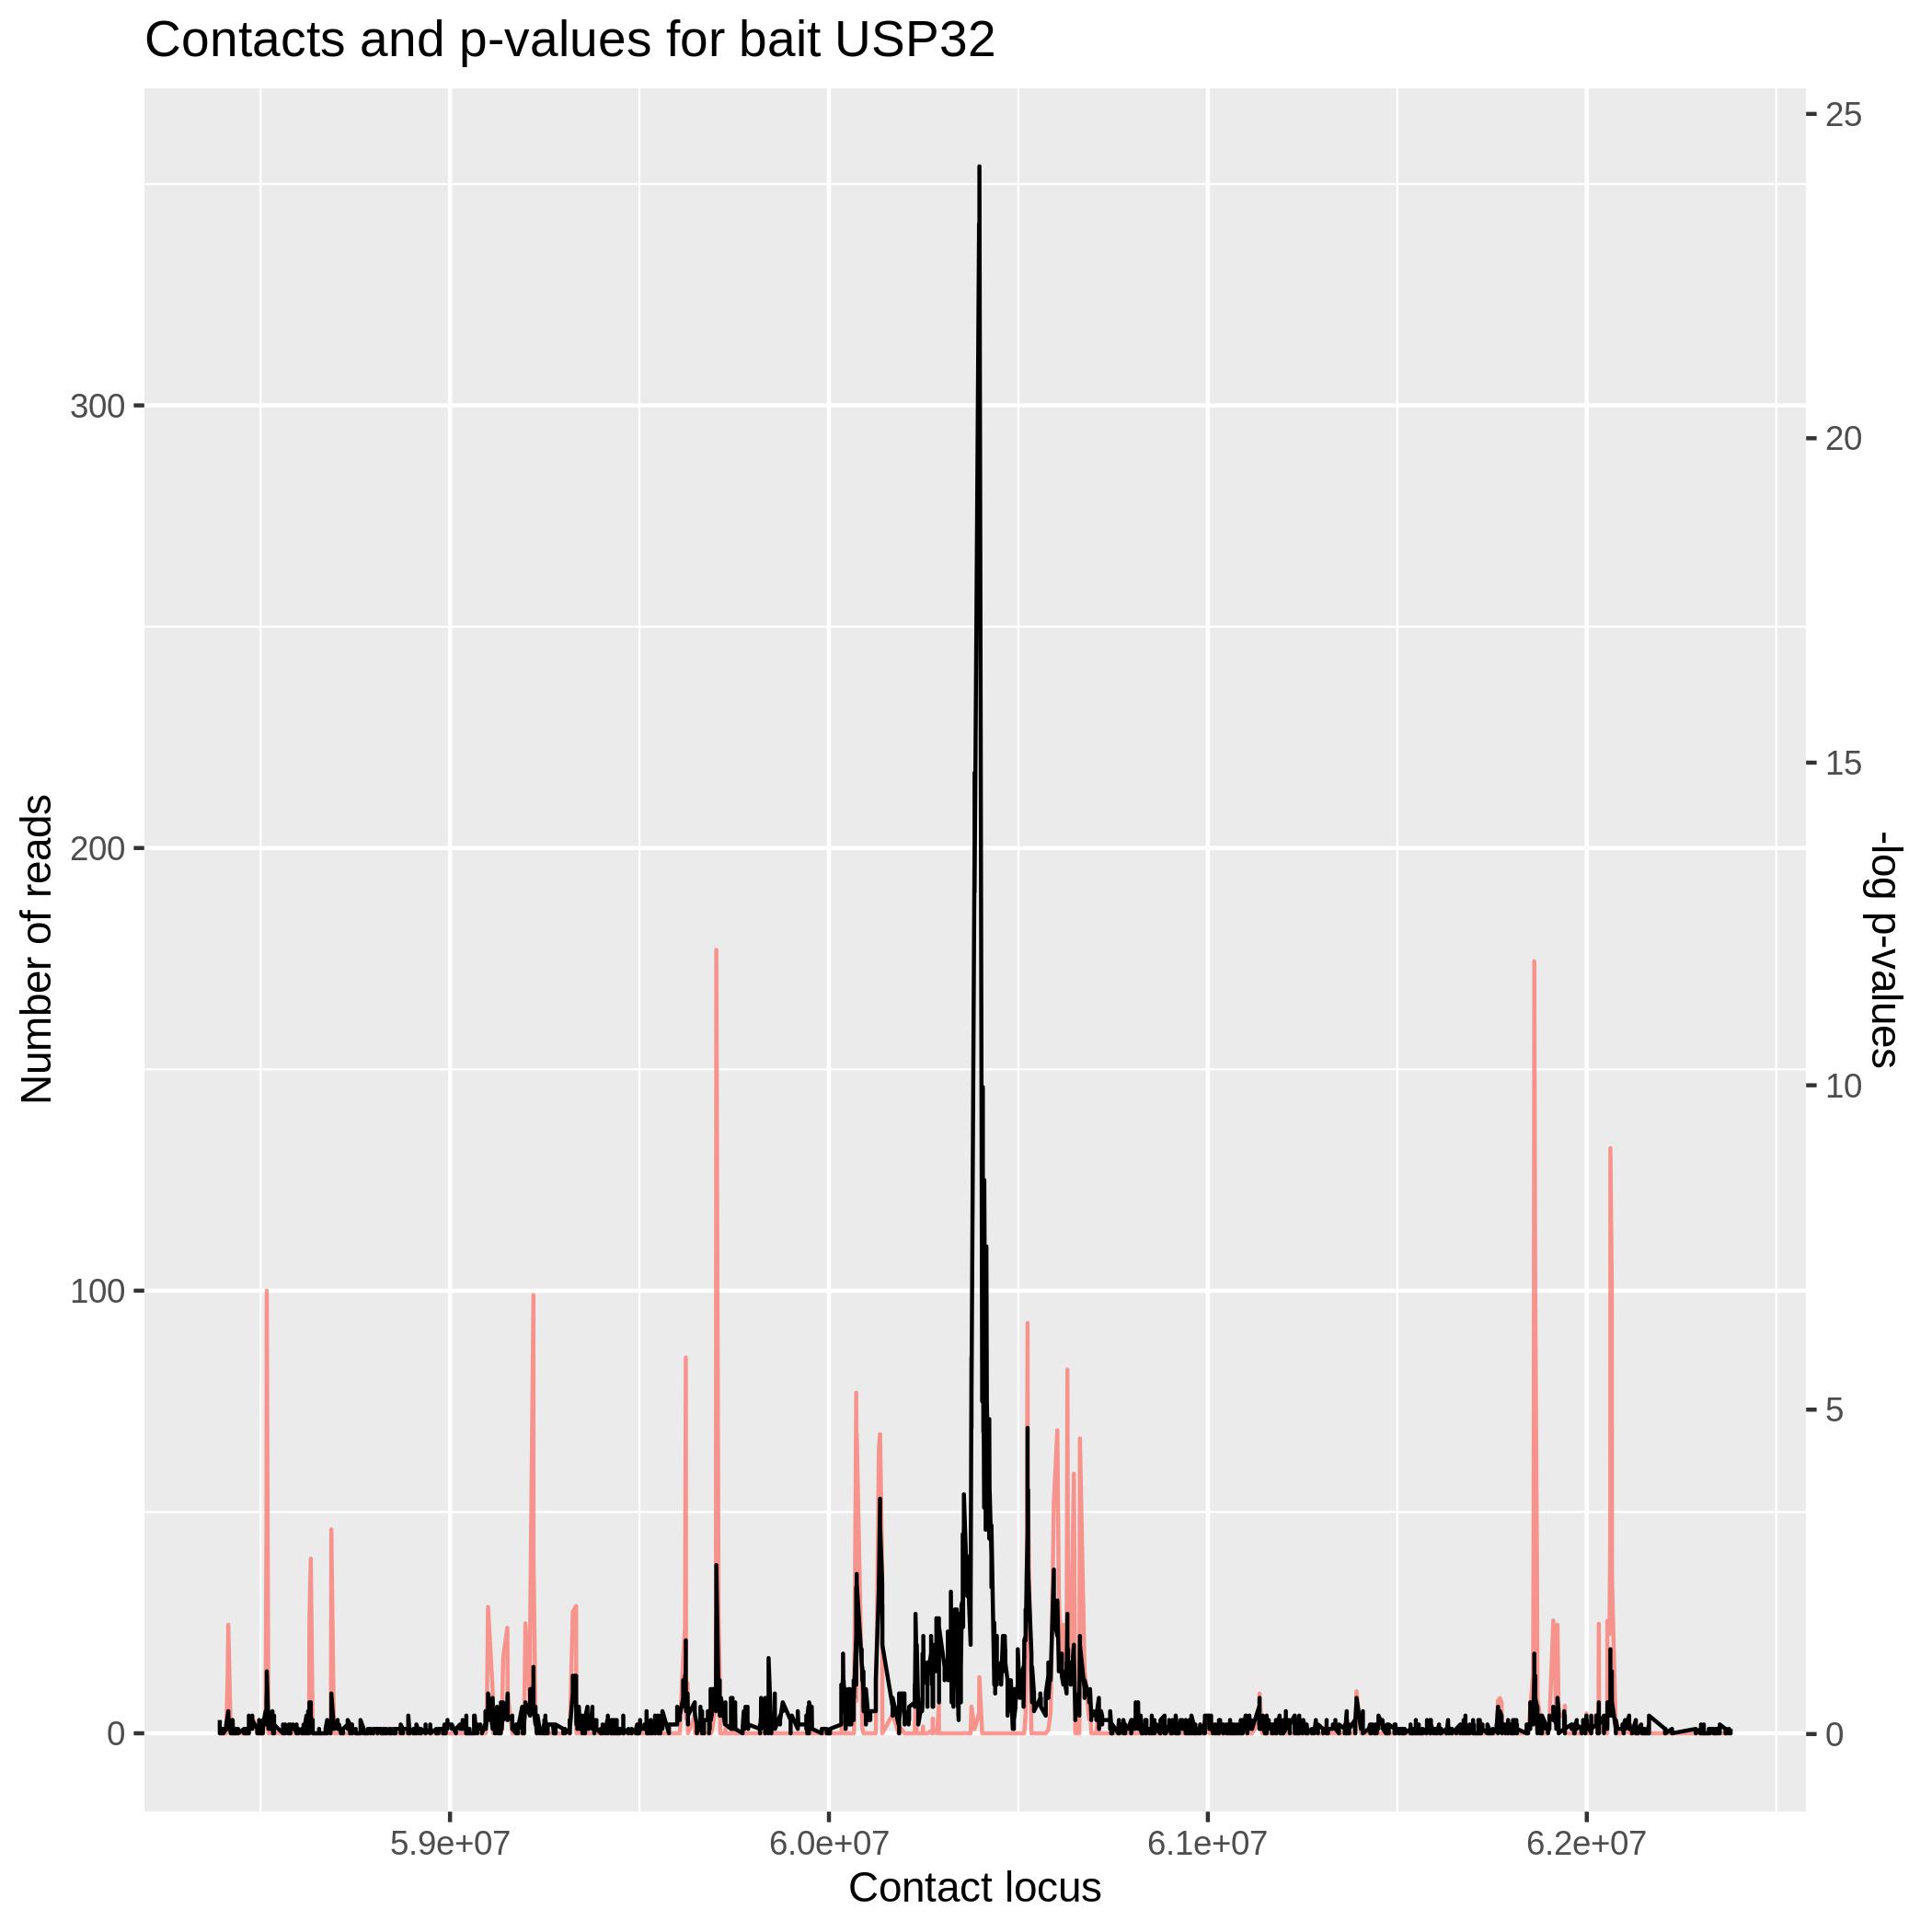 Contacts and p-values for bait USP32
Number of reads
300
200
100
0
25
20
15
10
5
0
-log p-values
5.9e+07
6.0e+07
6.1e+07
6.2e+07
Contact locus